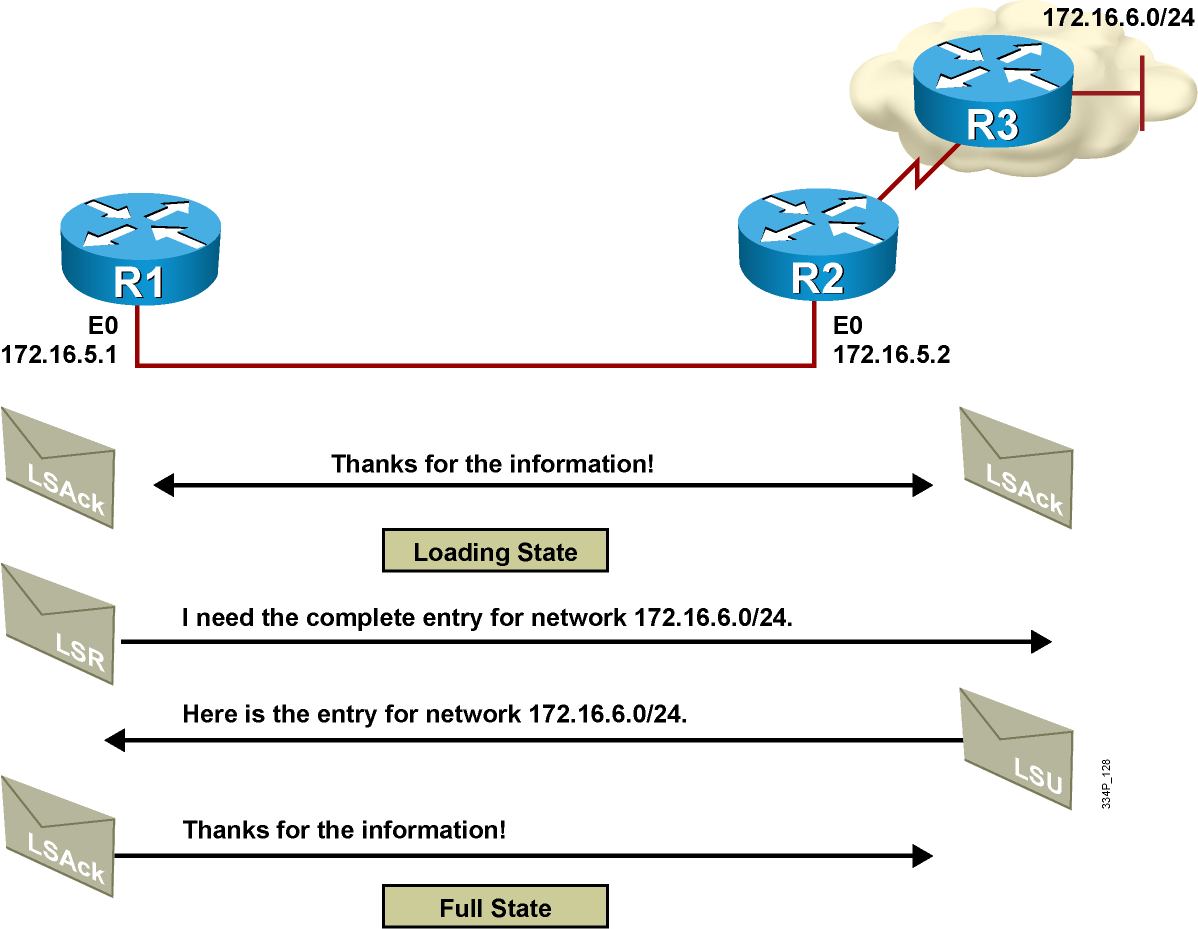 172.16.6.0/24
R3
R1
R2
E0
172.16.5.1
E0
172.16.5.2
LSAck
Thanks for the information!
LSAck
Loading State
LSR
I need the complete entry for network 172.16.6.0/24.
Here is the entry for network 172.16.6.0/24.
LSU
334P_128
LSAck
Thanks for the information!
Full State